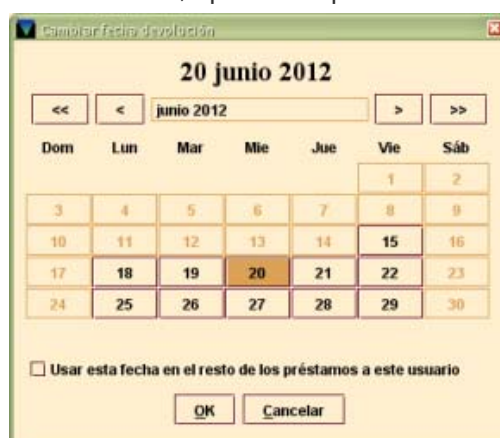 Cambiar fecha devolución
20 junio 2012
<< < junio 2012 > >>
Dom Lun Mar Mie Jue Vie Sáb
1 2
3 4 5 6 7 8 9
10 11 12 13 14 15 16
17 18 19 20 21 22 23
24 25 26 27 28 29 30
Usar esta fecha en el resto de los préstamos a este usuario
OK Cancelar